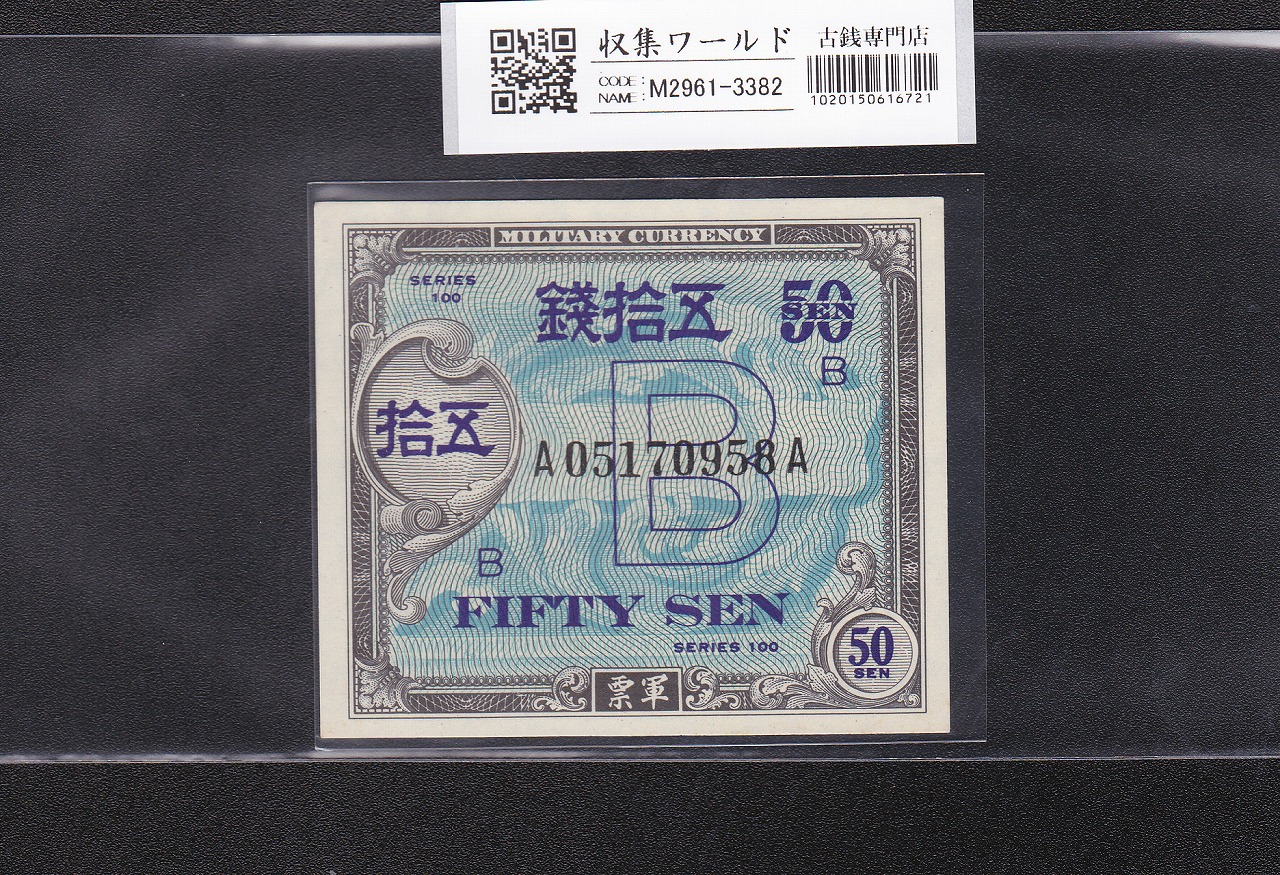 収集ワールド 古銭専門店
CODE:
NAME: M2961-3382
1020150616721
MILITARY CURRENCY
SERIES
100
錢拾五
50
SEN
B
B
拾五
A05170958A
B
FIFTY SEN
SERIES 100
50
SEN
票軍